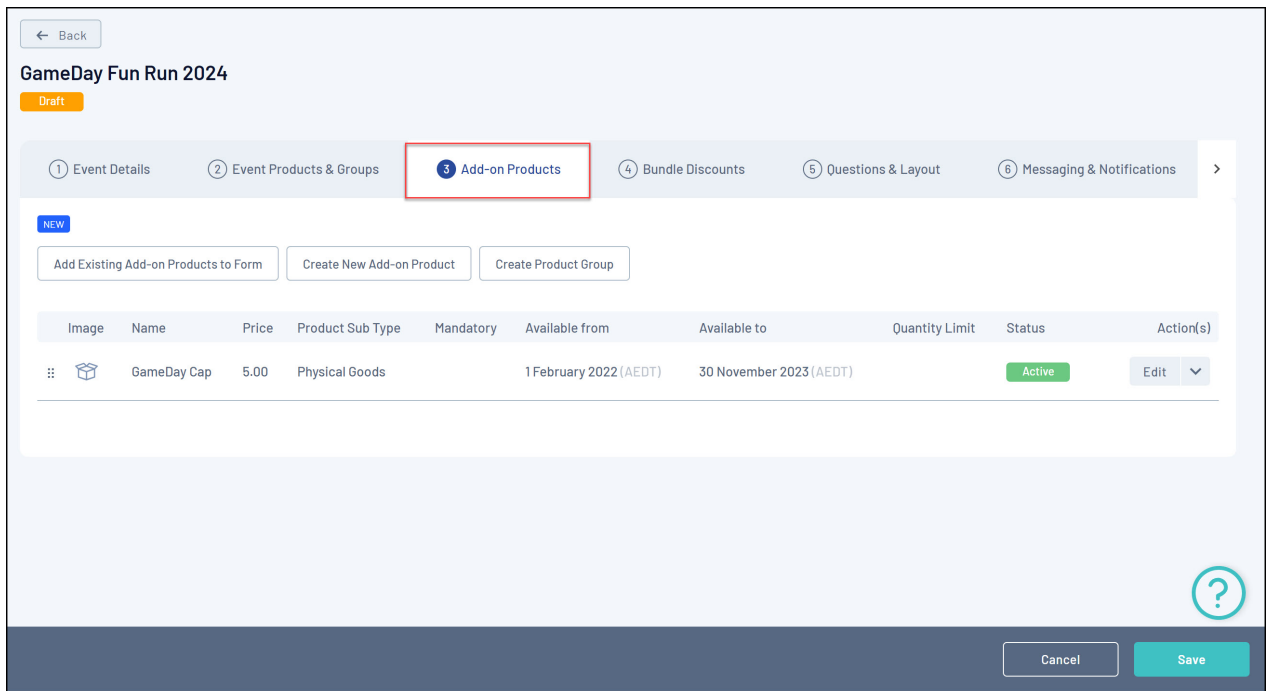 ← Back
GameDay Fun Run 2024
Draft
1 Event Details 2 Event Products & Groups 3 Add-on Products 4 Bundle Discounts 5 Questions & Layout 6 Messaging & Notifications >
NEW
Add Existing Add-on Products to Form Create New Add-on Product Create Product Group
Image Name Price Product Sub Type Mandatory Available from Available to Quantity Limit Status Action(s)
GameDay Cap 5.00 Physical Goods 1 February 2022 (AEDT) 30 November 2023 (AEDT) Active Edit
?
Cancel Save